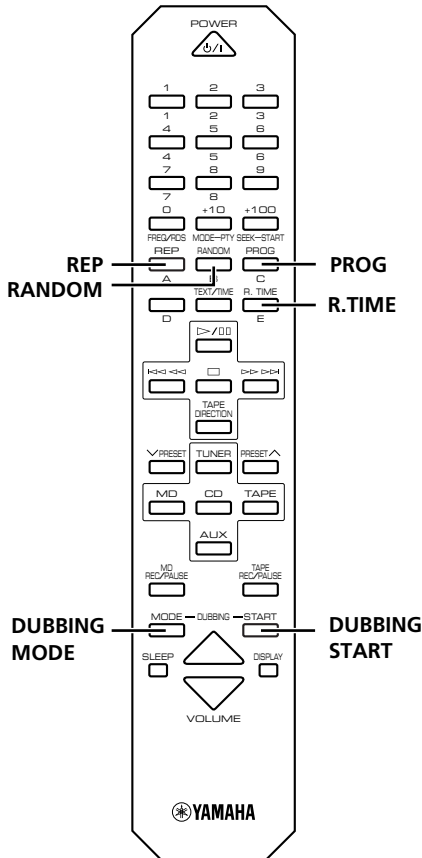 POWER
⏻/I
1 2 3
1 2 3
4 5 6
4 5 6
7 8 9
7 8
0 +10 +100
FREQ/RDS MODE-PTY SEEK-START
REP REP RANDOM PROG PROG
RANDOM
A B C
TEXT/TIME R. TIME R.TIME
D E
TAPE
DIRECTION
PRESET TUNER PRESET
MD CD TAPE
AUX
MD
REC/PAUSE
TAPE
REC/PAUSE
DUBBING
MODE
MODE – DUBBING – START
DUBBING
START
SLEEP DISPLAY
VOLUME
YAMAHA